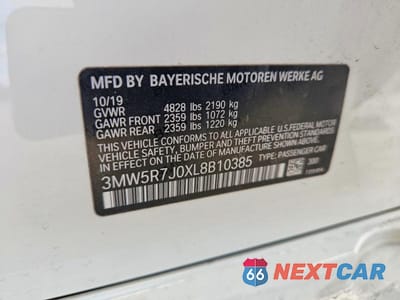 MFD BY BAYERISCHE MOTOREN WERKE AG
10/19
GVWR 4828 lbs 2190 kg
GAWR FRONT 2359 lbs 1072 kg
GAWR REAR 2359 lbs 1220 kg
THIS VEHICLE CONFORMS TO ALL APPLICABLE U.S. FEDERAL MOTOR
VEHICLE SAFETY, BUMPER, AND THEFT PREVENTION STANDARDS
IN EFFECT ON THE DATE OF MANUFACTURE SHOWN ABOVE.
3MW5R7J0XL8B10385 TYPE: PASSENGER CAR
330I
66 NEXTCAR